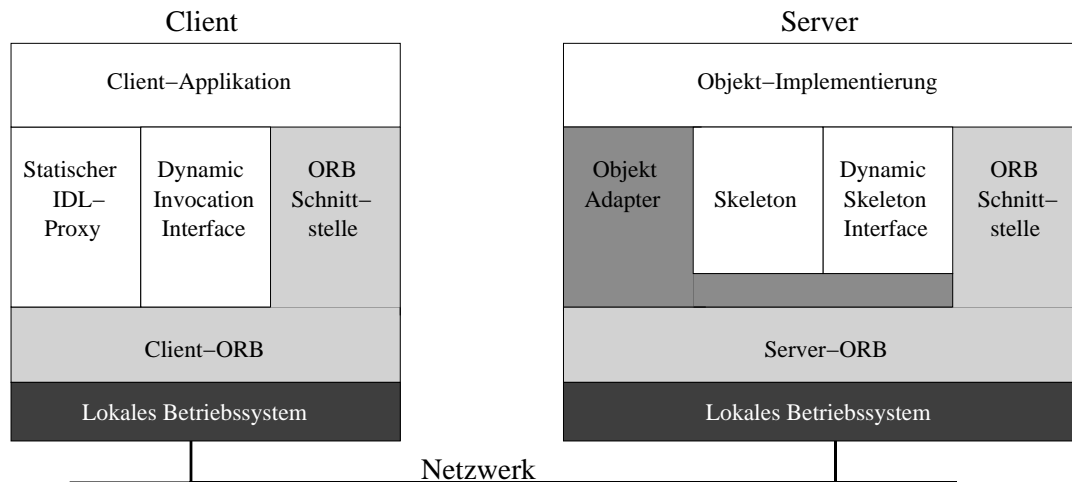 Client
Client−Applikation
Statischer
IDL−
Proxy
Dynamic
Invocation
Interface
ORB
Schnitt−
stelle
Client−ORB
Lokales Betriebssystem
Server
Objekt−Implementierung
Objekt
Adapter
Skeleton
Dynamic
Skeleton
Interface
ORB
Schnitt−
stelle
Server−ORB
Lokales Betriebssystem
Netzwerk